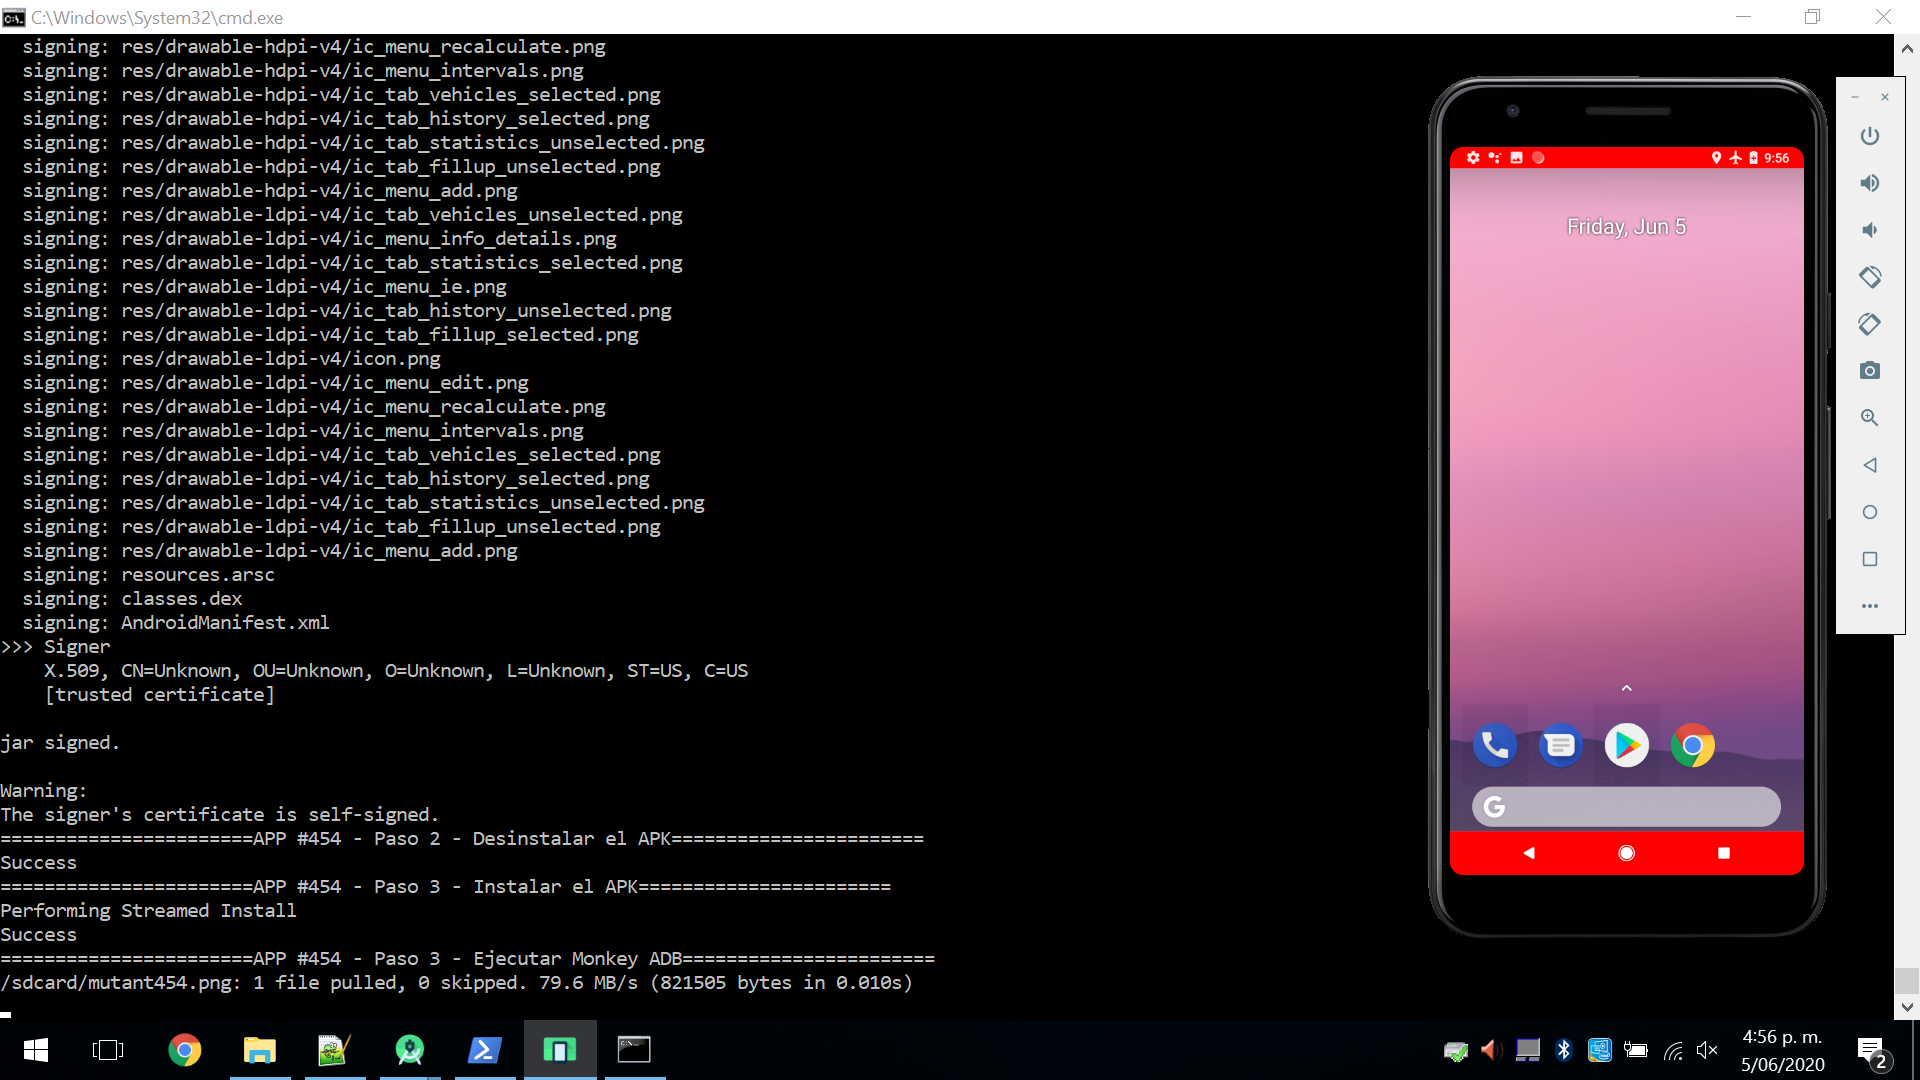 C:\Windows\System32\cmd.exe
signing: res/drawable-hdpi-v4/ic_menu_recalculate.png
signing: res/drawable-hdpi-v4/ic_menu_intervals.png
signing: res/drawable-hdpi-v4/ic_tab_vehicles_selected.png
signing: res/drawable-hdpi-v4/ic_tab_history_selected.png
signing: res/drawable-hdpi-v4/ic_tab_statistics_unselected.png
signing: res/drawable-hdpi-v4/ic_tab_fillup_unselected.png
signing: res/drawable-hdpi-v4/ic_menu_add.png
signing: res/drawable-ldpi-v4/ic_tab_vehicles_unselected.png
signing: res/drawable-ldpi-v4/ic_menu_info_details.png
signing: res/drawable-ldpi-v4/ic_tab_statistics_selected.png
signing: res/drawable-ldpi-v4/ic_menu_ie.png
signing: res/drawable-ldpi-v4/ic_tab_history_unselected.png
signing: res/drawable-ldpi-v4/ic_tab_fillup_selected.png
signing: res/drawable-ldpi-v4/icon.png
signing: res/drawable-ldpi-v4/ic_menu_edit.png
signing: res/drawable-ldpi-v4/ic_menu_recalculate.png
signing: res/drawable-ldpi-v4/ic_menu_intervals.png
signing: res/drawable-ldpi-v4/ic_tab_vehicles_selected.png
signing: res/drawable-ldpi-v4/ic_tab_history_selected.png
signing: res/drawable-ldpi-v4/ic_tab_statistics_unselected.png
signing: res/drawable-ldpi-v4/ic_tab_fillup_unselected.png
signing: res/drawable-ldpi-v4/ic_menu_add.png
signing: resources.arsc
signing: classes.dex
signing: AndroidManifest.xml
>>> Signer
X.509, CN=Unknown, OU=Unknown, O=Unknown, L=Unknown, ST=US, C=US
[trusted certificate]
jar signed.
Warning:
The signer's certificate is self-signed.
=======================APP #454 - Paso 2 - Desinstalar el APK=======================
Success
=======================APP #454 - Paso 3 - Instalar el APK=======================
Performing Streamed Install
Success
=======================APP #454 - Paso 3 - Ejecutar Monkey ADB=======================
/sdcard/mutant454.png: 1 file pulled, 0 skipped. 79.6 MB/s (821505 bytes in 0.010s)
9:56
Friday, Jun 5
G
4:56 p. m.
5/06/2020
2